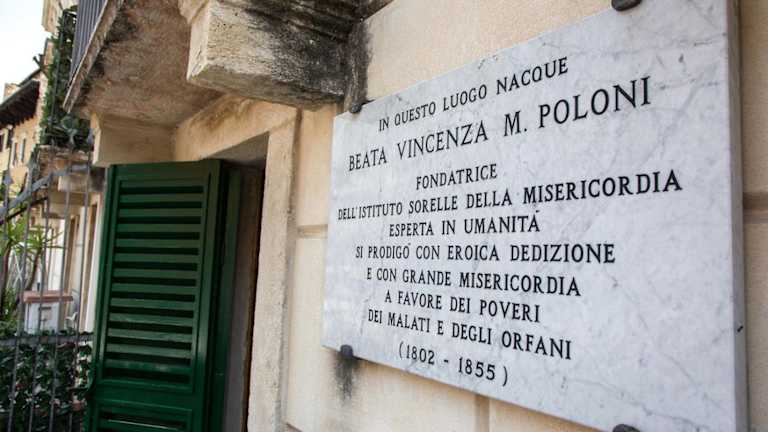 IN QUESTO LUOGO NACQUE
BEATA VINCENZA M. POLONI
FONDATRICE
DELL'ISTITUTO SORELLE DELLA MISERICORDIA
ESPERTA IN UMANITÀ
SI PRODIGÒ CON EROICA DEDIZIONE
E CON GRANDE MISERICORDIA
A FAVORE DEI POVERI
DEI MALATI E DEGLI ORFANI
(1802 - 1855)